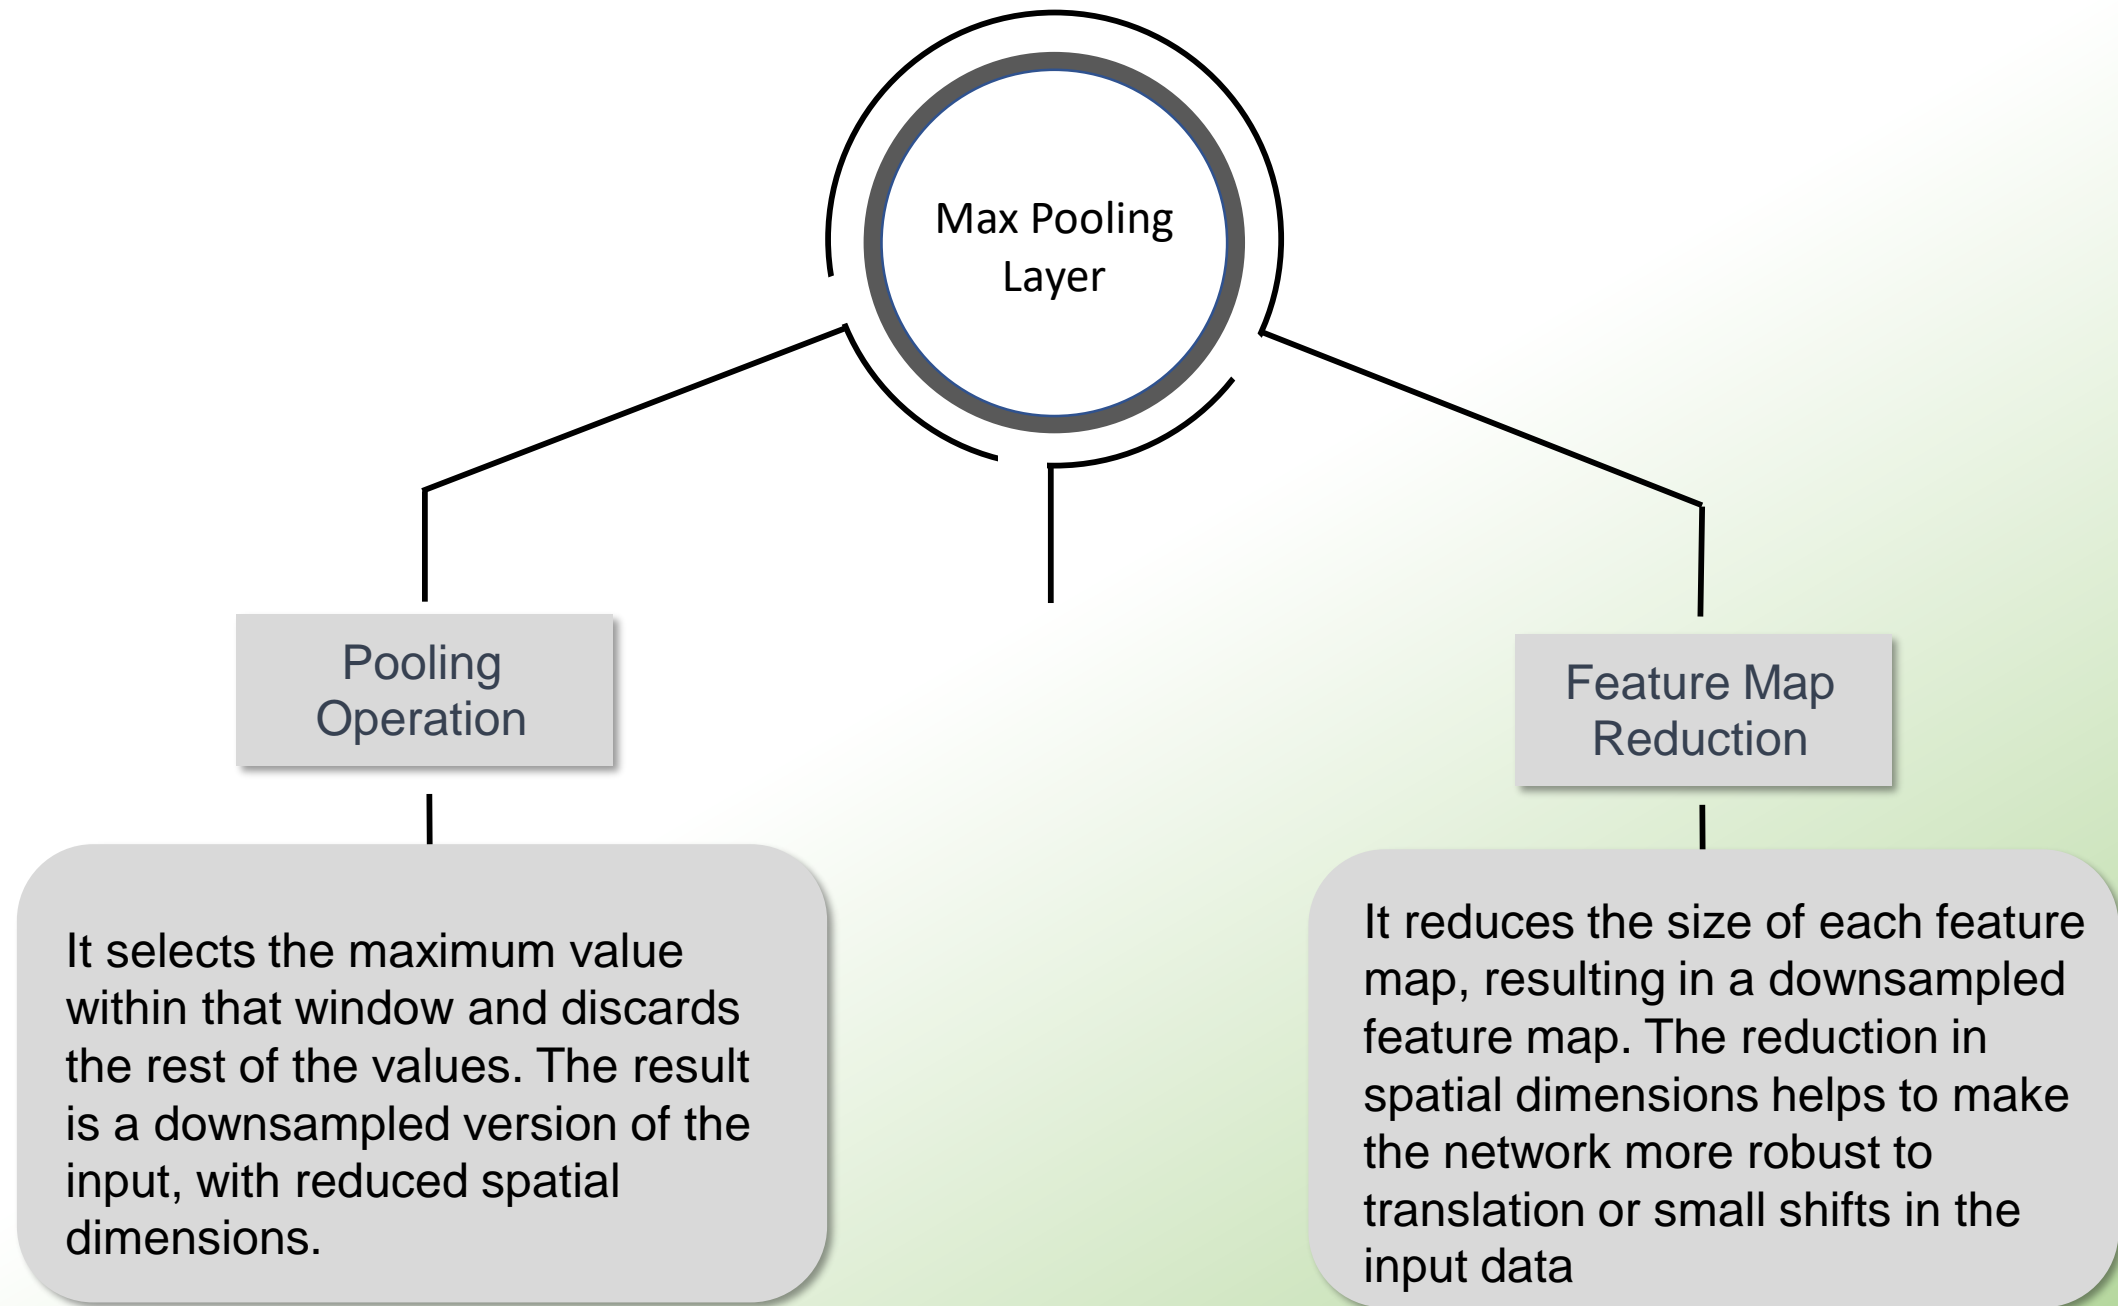 Max Pooling
Layer
Pooling
Operation
Feature Map
Reduction
It selects the maximum value
within that window and discards
the rest of the values. The result
is a downsampled version of the
input, with reduced spatial
dimensions.
It reduces the size of each feature
map, resulting in a downsampled
feature map. The reduction in
spatial dimensions helps to make
the network more robust to
translation or small shifts in the
input data